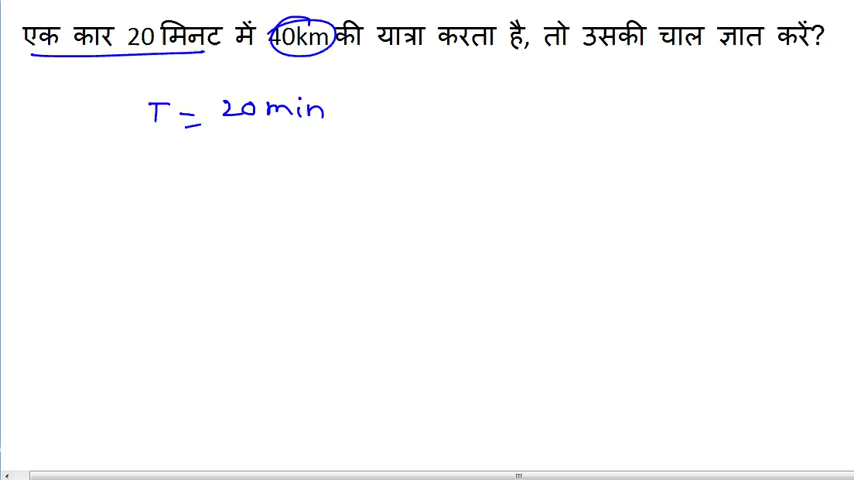 एक कार 20 मिनट में 40km की यात्रा करता है, तो उसकी चाल ज्ञात करें?
T = 20 min